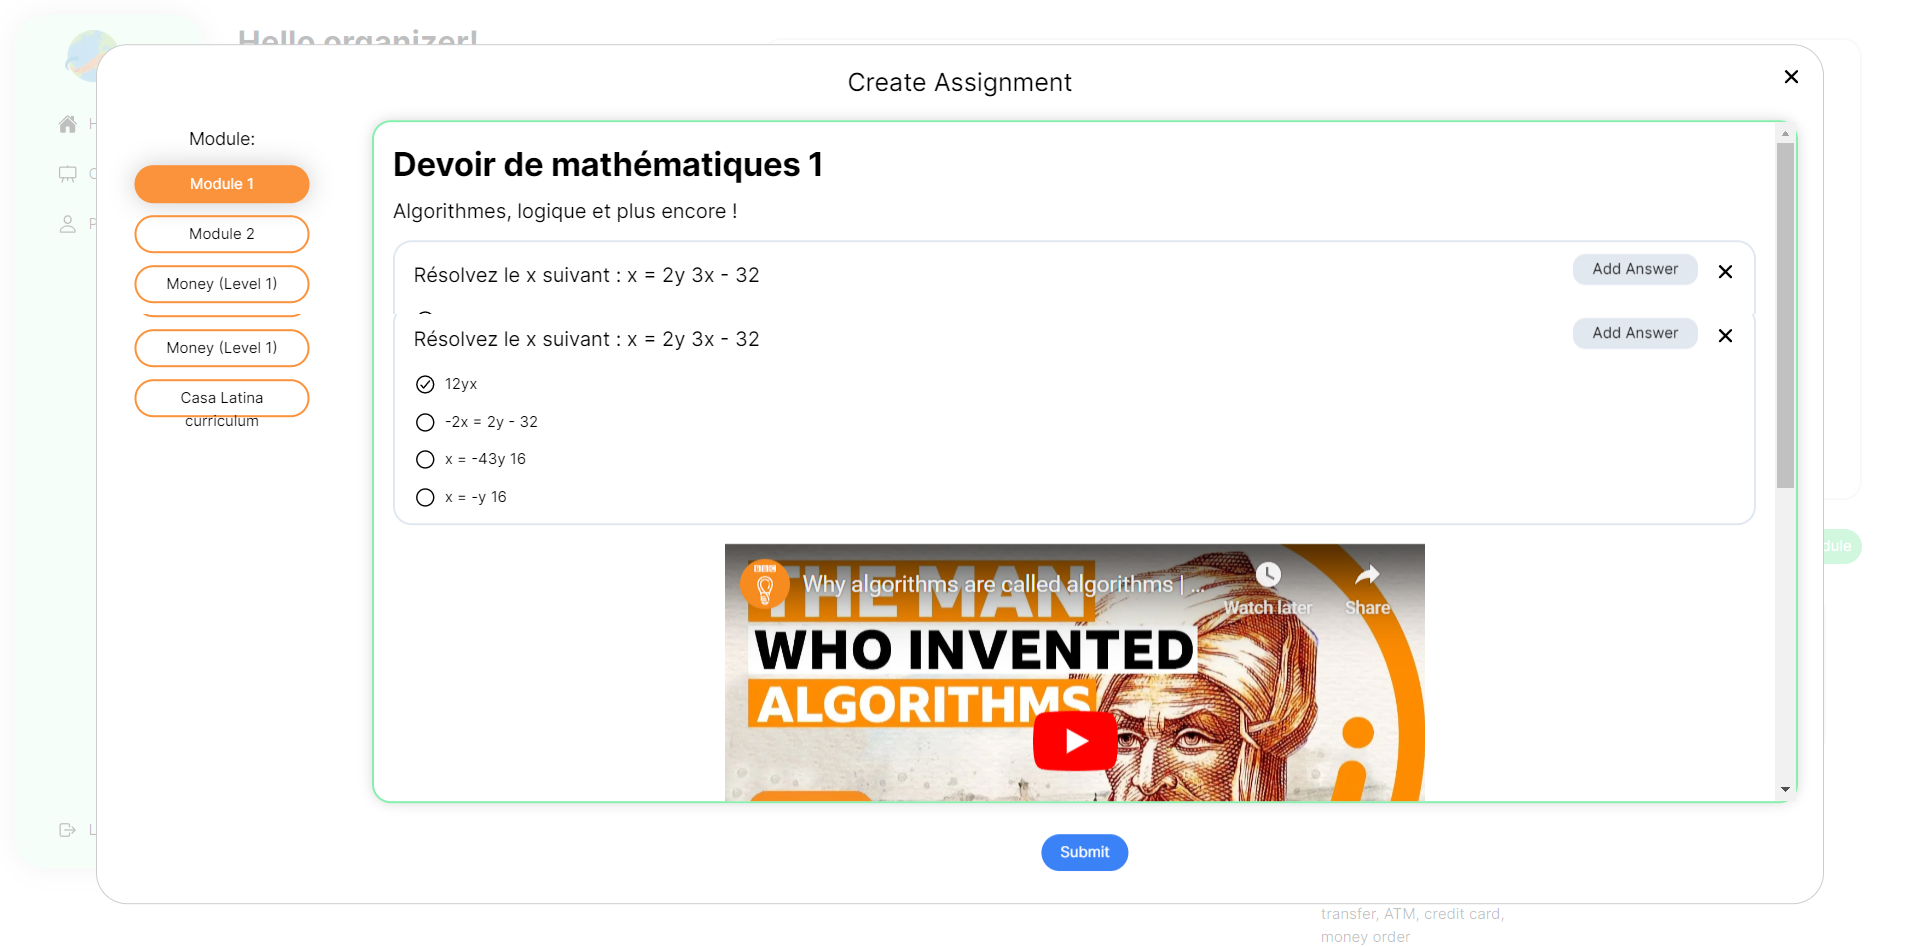 Hello organizer!
Create Assignment
Module:
Module 1
Module 2
Money (Level 1)
Money (Level 1)
Casa Latina
curriculum
Devoir de mathématiques 1
Algorithmes, logique et plus encore !
Résolvez le x suivant : x = 2y 3x - 32
Add Answer
Résolvez le x suivant : x = 2y 3x - 32
Add Answer
12yx
-2x = 2y - 32
x = -43y 16
x = -y 16
BBC
Why algorithms are called algorithms | ...
Watch later
Share
THE MAN
WHO INVENTED
ALGORITHMS
Submit
dule
transfer, ATM, credit card,
money order